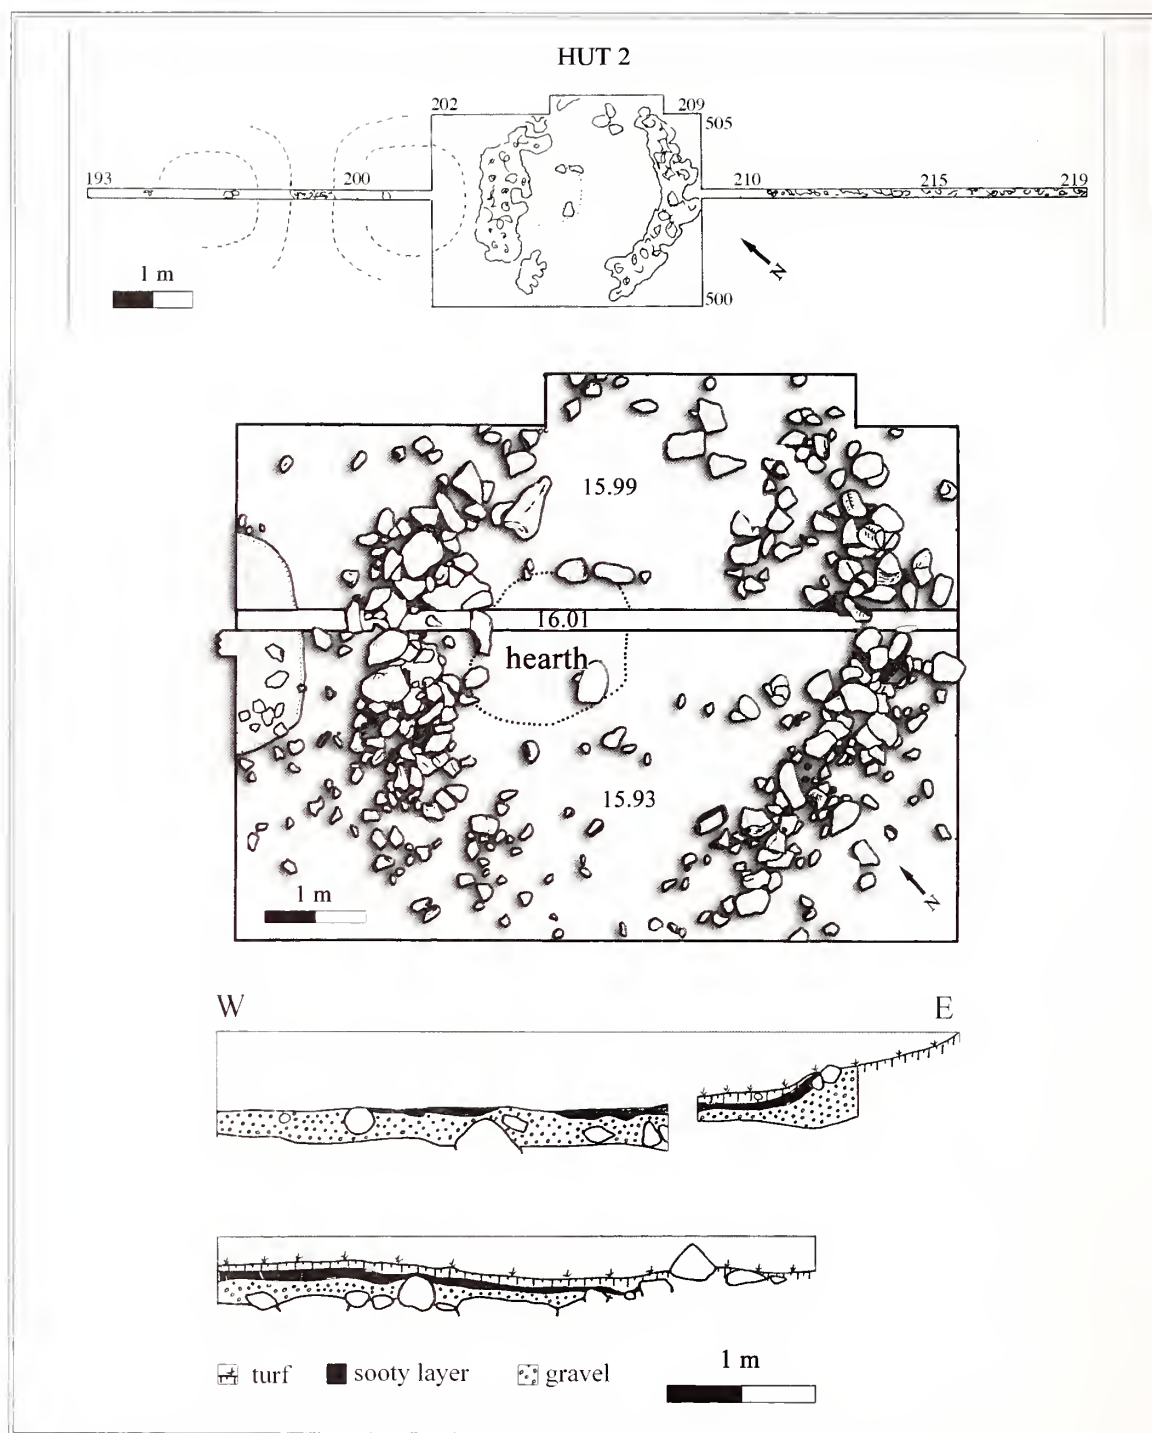 HUT 2
202 209
505
193 200 210 215 219
N
1 m
500
15.99
16.01
hearth
15.93
1 m
N
W E
turf sooty layer gravel
1 m